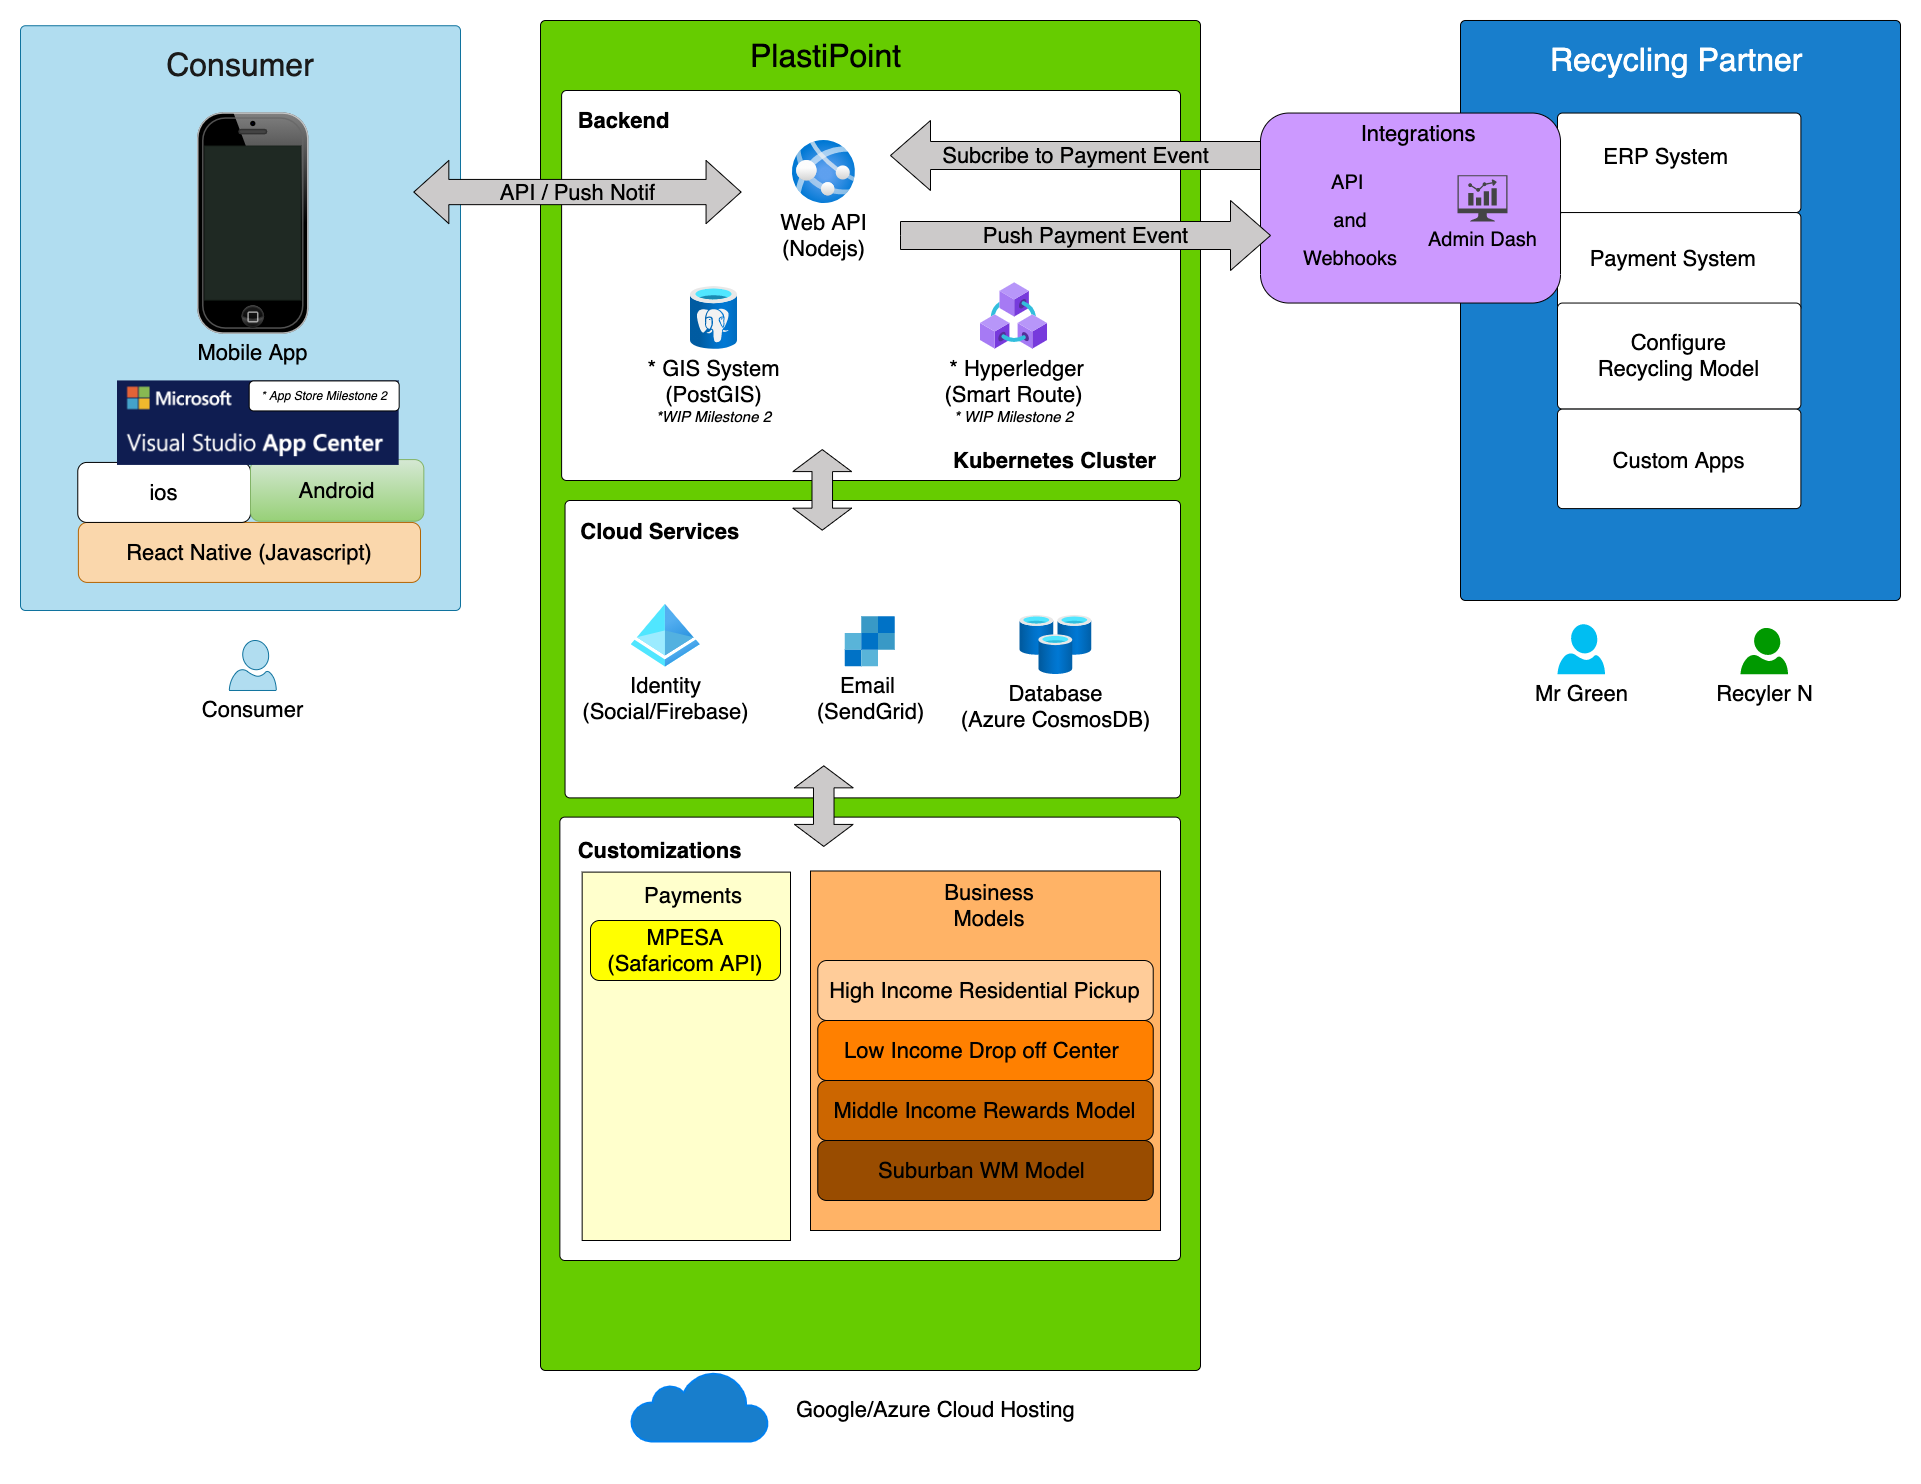 Consumer
Mobile App
Microsoft
* App Store Milestone 2
Visual Studio App Center
ios
Android
React Native (Javascript)
Consumer
PlastiPoint
Backend
API / Push Notif
Web API
(Nodejs)
Subcribe to Payment Event
Push Payment Event
* GIS System
(PostGIS)
*WIP Milestone 2
* Hyperledger
(Smart Route)
* WIP Milestone 2
Kubernetes Cluster
Cloud Services
Identity
(Social/Firebase)
Email
(SendGrid)
Database
(Azure CosmosDB)
Customizations
Payments
MPESA
(Safaricom API)
Business
Models
High Income Residential Pickup
Low Income Drop off Center
Middle Income Rewards Model
Suburban WM Model
Google/Azure Cloud Hosting
Recycling Partner
Integrations
API
and
Webhooks
Admin Dash
ERP System
Payment System
Configure
Recycling Model
Custom Apps
Mr Green
Recyler N